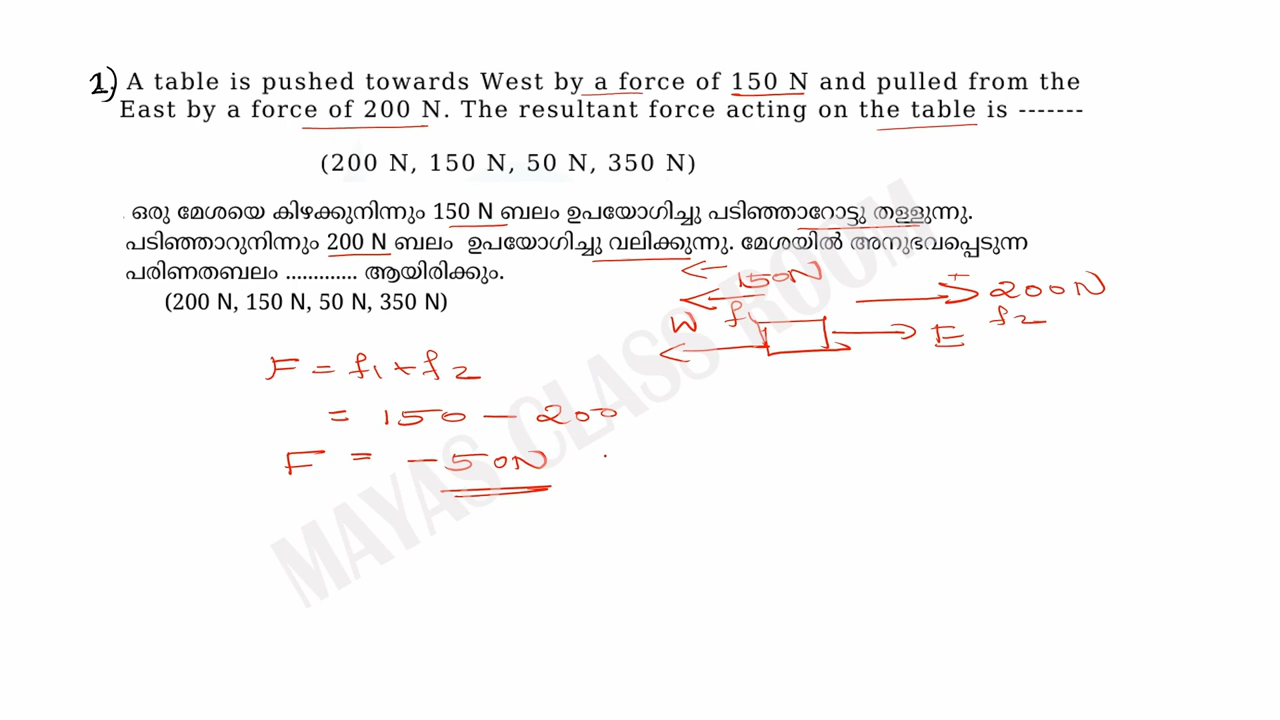 1) A table is pushed towards West by a force of 150 N and pulled from the
East by a force of 200 N. The resultant force acting on the table is -------
(200 N, 150 N, 50 N, 350 N)
ഒരു മേശയെ കിഴക്കുനിന്നും 150 N ബലം ഉപയോഗിച്ചു പടിഞ്ഞാറോട്ടു തള്ളുന്നു.
പടിഞ്ഞാറുനിന്നും 200 N ബലം ഉപയോഗിച്ചു വലിക്കുന്നു. മേശയിൽ അനുഭവപ്പെടുന്ന
പരിണതബലം ............ ആയിരിക്കും.
(200 N, 150 N, 50 N, 350 N)
150N
+ 200N
W f1 E f2
F = f1 + f2
= 150 - 200
F = -50N
MAYAS CLASS ROOM